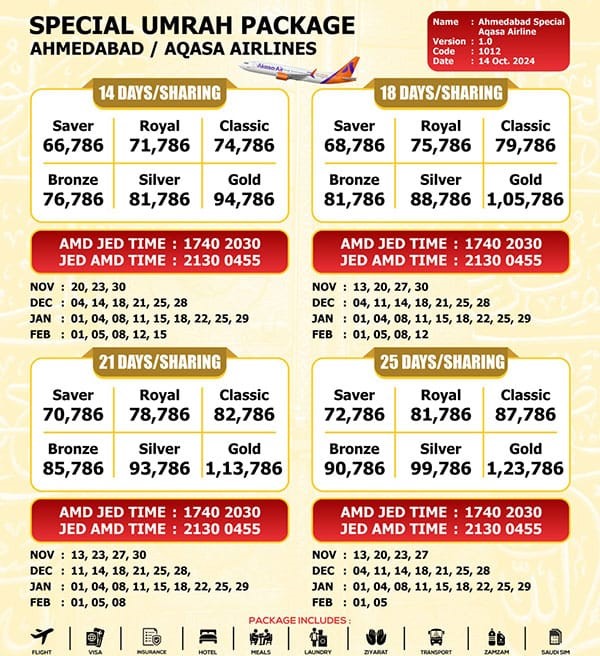 SPECIAL UMRAH PACKAGE
AHMEDABAD / AQASA AIRLINES
Akasa Air
Name : Ahmedabad Special
Aqasa Airline
Version : 1.0
Code : 1012
Date : 14 Oct. 2024
14 DAYS/SHARING
Saver Royal Classic
66,786 71,786 74,786
Bronze Silver Gold
76,786 81,786 94,786
AMD JED TIME : 1740 2030
JED AMD TIME : 2130 0455
NOV : 20, 23, 30
DEC : 04, 14, 18, 21, 25, 28
JAN : 01, 04, 08, 11, 15, 18, 22, 25, 29
FEB : 01, 05, 08, 12, 15
18 DAYS/SHARING
Saver Royal Classic
68,786 75,786 79,786
Bronze Silver Gold
81,786 88,786 1,05,786
AMD JED TIME : 1740 2030
JED AMD TIME : 2130 0455
NOV : 13, 20, 27, 30
DEC : 04, 11, 14, 18, 21, 25, 28
JAN : 01, 04, 08, 11, 15, 18, 22, 25, 29
FEB : 01, 05, 08, 12
21 DAYS/SHARING
Saver Royal Classic
70,786 78,786 82,786
Bronze Silver Gold
85,786 93,786 1,13,786
AMD JED TIME : 1740 2030
JED AMD TIME : 2130 0455
NOV : 13, 23, 27, 30
DEC : 11, 14, 18, 21, 25, 28,
JAN : 01, 04, 08, 11, 15, 18, 22, 25, 29
FEB : 01, 05, 08
25 DAYS/SHARING
Saver Royal Classic
72,786 81,786 87,786
Bronze Silver Gold
90,786 99,786 1,23,786
AMD JED TIME : 1740 2030
JED AMD TIME : 2130 0455
NOV : 13, 20, 23, 27
DEC : 04, 11, 14, 18, 21, 25, 28
JAN : 01, 04, 08, 11, 15, 18, 22, 25, 29
FEB : 01, 05
PACKAGE INCLUDES :
FLIGHT VISA INSURANCE HOTEL MEALS LAUNDRY ZIYARAT TRANSPORT ZAMZAM SAUDI SIM